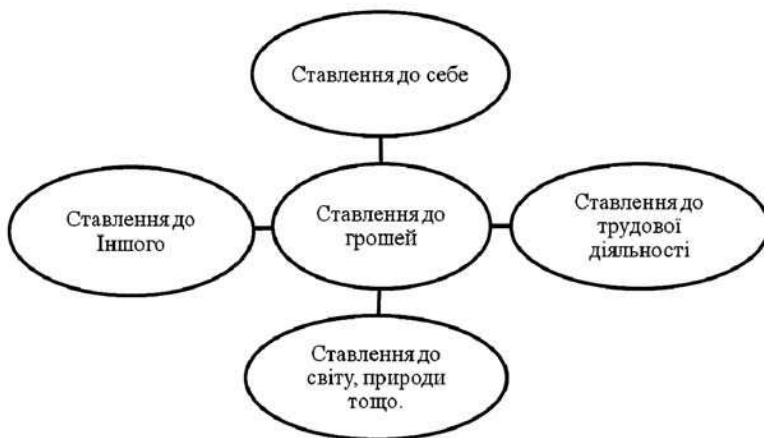 Ставлення до себе
Ставлення до
Іншого
Ставлення до
грошей
Ставлення до
трудової
діяльності
Ставлення до
світу, природи
тощо.